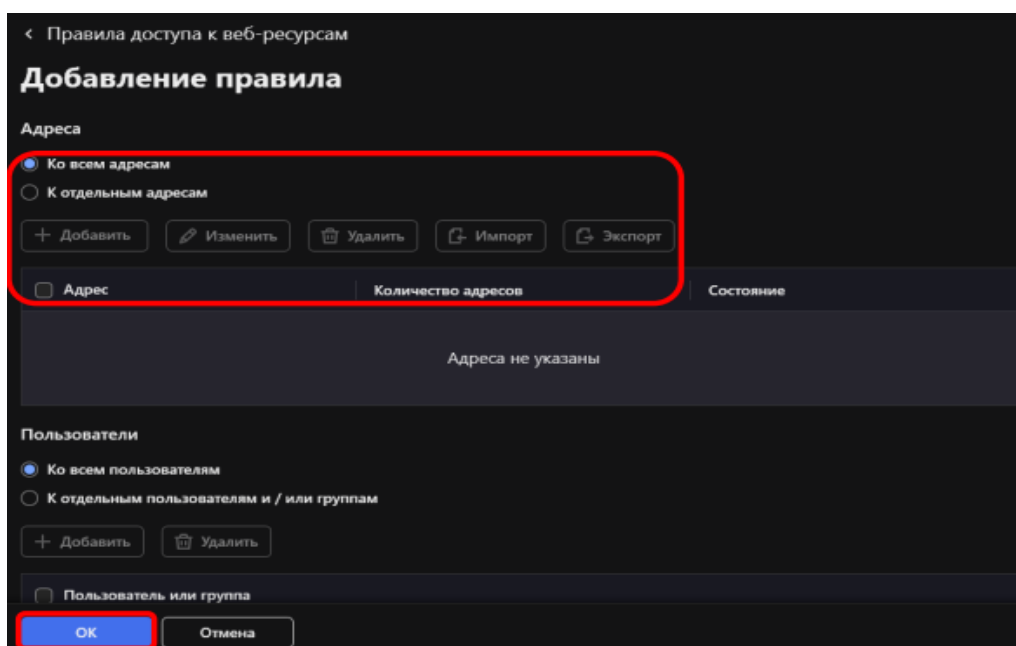 Правила доступа к веб-ресурсам
Добавление правила
Адреса
Ко всем адресам
К отдельным адресам
Добавить Изменить Удалить Импорт Экспорт
Адрес Количество адресов Состояние
Адреса не указаны
Пользователи
Ко всем пользователям
К отдельным пользователям и / или группам
Добавить Удалить
Пользователь или группа
ОК Отмена